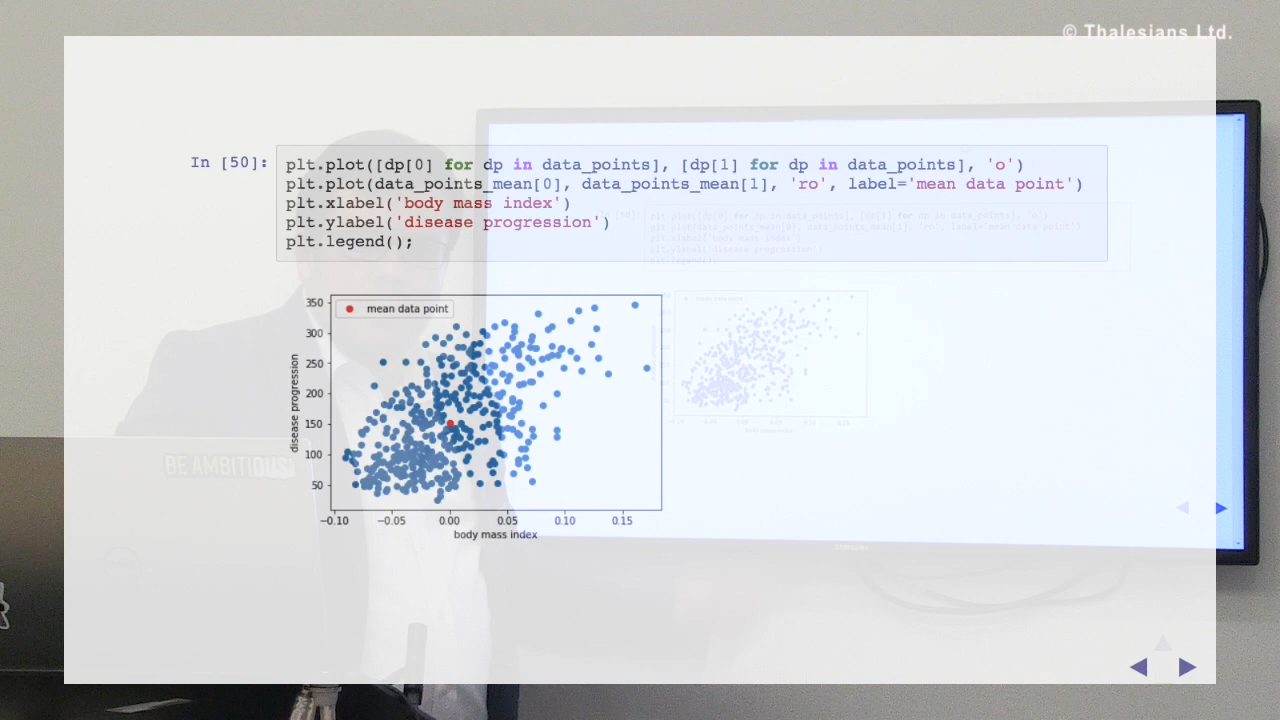 © Thalesians Ltd.
In [50]:
plt.plot([dp[0] for dp in data_points], [dp[1] for dp in data_points], 'o')
plt.plot(data_points_mean[0], data_points_mean[1], 'ro', label='mean data point')
plt.xlabel('body mass index')
plt.ylabel('disease progression')
plt.legend();
mean data point
350
300
250
200
150
100
50
disease progression
−0.10 −0.05 0.00 0.05 0.10 0.15
body mass index
BE AMBITIOUS